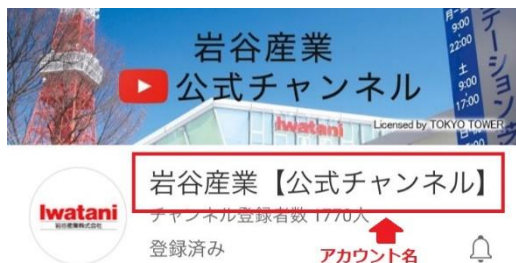 岩谷産業
公式チャンネル
月-
9:00
22:00
土
9:00
17:00
テーション
Iwatani
Licensed by TOKYO TOWER
岩谷産業【公式チャンネル】
Iwatani
岩谷産業株式会社
チャンネル登録者数 1770人
登録済み
アカウント名